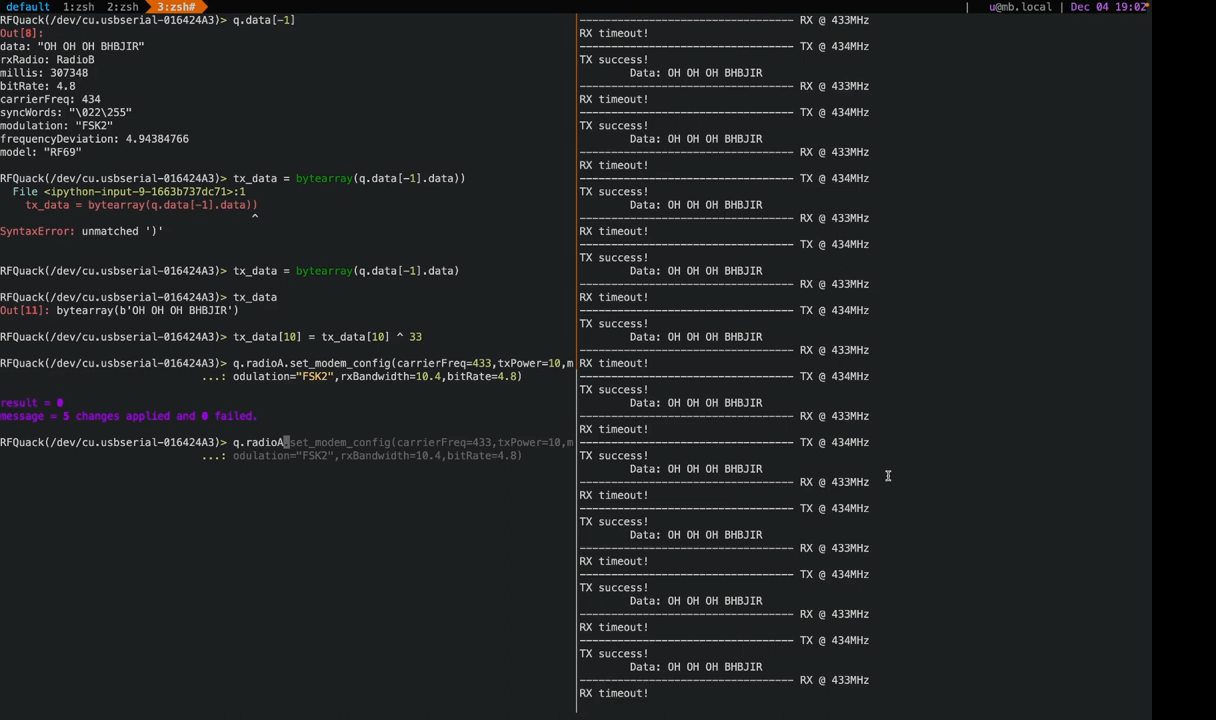 default 1:zsh 2:zsh 3:zsh# | u@mb.local | Dec 04 19:02*
RFQuack(/dev/cu.usbserial-016424A3)> q.data[-1]
Out[8]:
data: "OH OH OH BHBJIR"
rxRadio: RadioB
millis: 307348
bitRate: 4.8
carrierFreq: 434
syncWords: "\022\255"
modulation: "FSK2"
frequencyDeviation: 4.94384766
model: "RF69"
RFQuack(/dev/cu.usbserial-016424A3)> tx_data = bytearray(q.data[-1].data))
File <ipython-input-9-1663b737dc71>:1
tx_data = bytearray(q.data[-1].data))
^
SyntaxError: unmatched ')'
RFQuack(/dev/cu.usbserial-016424A3)> tx_data = bytearray(q.data[-1].data)
RFQuack(/dev/cu.usbserial-016424A3)> tx_data
Out[11]: bytearray(b'OH OH OH BHBJIR')
RFQuack(/dev/cu.usbserial-016424A3)> tx_data[10] = tx_data[10] ^ 33
RFQuack(/dev/cu.usbserial-016424A3)> q.radioA.set_modem_config(carrierFreq=433,txPower=10,m
...: odulation="FSK2",rxBandwidth=10.4,bitRate=4.8)
result = 0
message = 5 changes applied and 0 failed.
RFQuack(/dev/cu.usbserial-016424A3)> q.radioA.set_modem_config(carrierFreq=433,txPower=10,m
...: odulation="FSK2",rxBandwidth=10.4,bitRate=4.8)
--------------------------------- RX @ 433MHz
RX timeout!
--------------------------------- TX @ 434MHz
TX success!
Data: OH OH OH BHBJIR
--------------------------------- RX @ 433MHz
RX timeout!
--------------------------------- TX @ 434MHz
TX success!
Data: OH OH OH BHBJIR
--------------------------------- RX @ 433MHz
RX timeout!
--------------------------------- TX @ 434MHz
TX success!
Data: OH OH OH BHBJIR
--------------------------------- RX @ 433MHz
RX timeout!
--------------------------------- TX @ 434MHz
TX success!
Data: OH OH OH BHBJIR
--------------------------------- RX @ 433MHz
RX timeout!
--------------------------------- TX @ 434MHz
TX success!
Data: OH OH OH BHBJIR
--------------------------------- RX @ 433MHz
RX timeout!
--------------------------------- TX @ 434MHz
TX success!
Data: OH OH OH BHBJIR
--------------------------------- RX @ 433MHz
RX timeout!
--------------------------------- TX @ 434MHz
TX success!
Data: OH OH OH BHBJIR
--------------------------------- RX @ 433MHz
RX timeout!
--------------------------------- TX @ 434MHz
TX success!
Data: OH OH OH BHBJIR
--------------------------------- RX @ 433MHz
RX timeout!
--------------------------------- TX @ 434MHz
TX success!
Data: OH OH OH BHBJIR
--------------------------------- RX @ 433MHz
RX timeout!
--------------------------------- TX @ 434MHz
TX success!
Data: OH OH OH BHBJIR
--------------------------------- RX @ 433MHz
RX timeout!